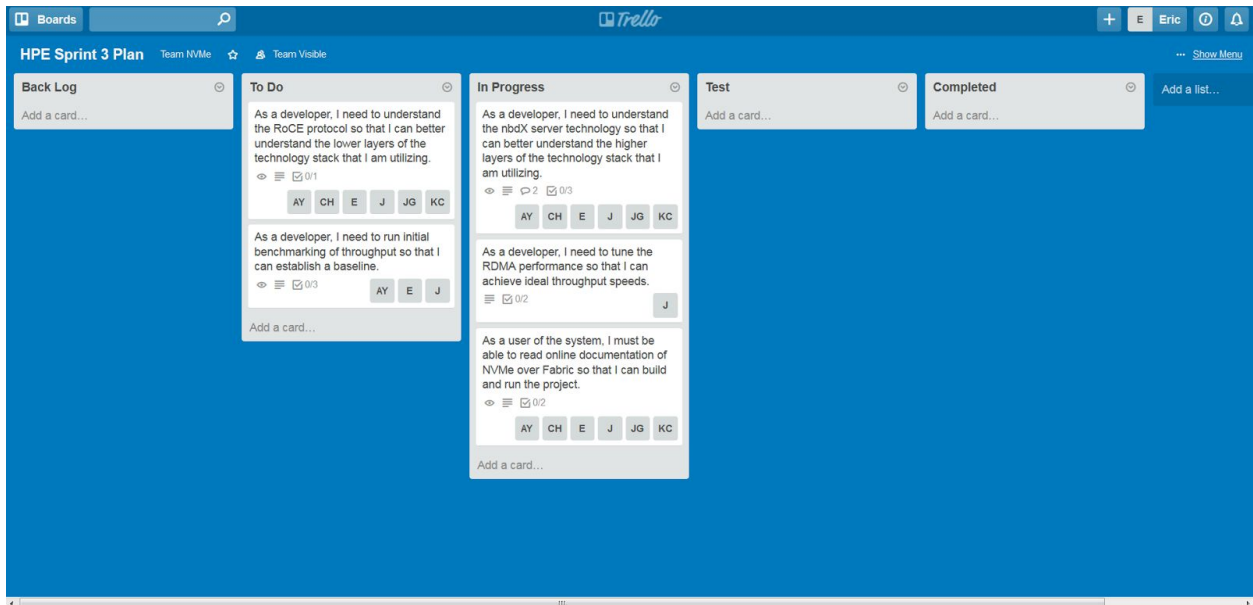 Boards
Trello
E Eric
HPE Sprint 3 Plan Team NVMe Team Visible
... Show Menu
Back Log
Add a card...
To Do
As a developer, I need to understand
the RoCE protocol so that I can better
understand the lower layers of the
technology stack that I am utilizing.
0/1
AY CH E J JG KC
As a developer, I need to run initial
benchmarking of throughput so that I
can establish a baseline.
0/3
AY E J
Add a card...
In Progress
As a developer, I need to understand
the nbdX server technology so that I
can better understand the higher
layers of the technology stack that I
am utilizing.
2 0/3
AY CH E J JG KC
As a developer, I need to tune the
RDMA performance so that I can
achieve ideal throughput speeds.
0/2
J
As a user of the system, I must be
able to read online documentation of
NVMe over Fabric so that I can build
and run the project.
0/2
AY CH E J JG KC
Add a card...
Test
Add a card...
Completed
Add a card...
Add a list...